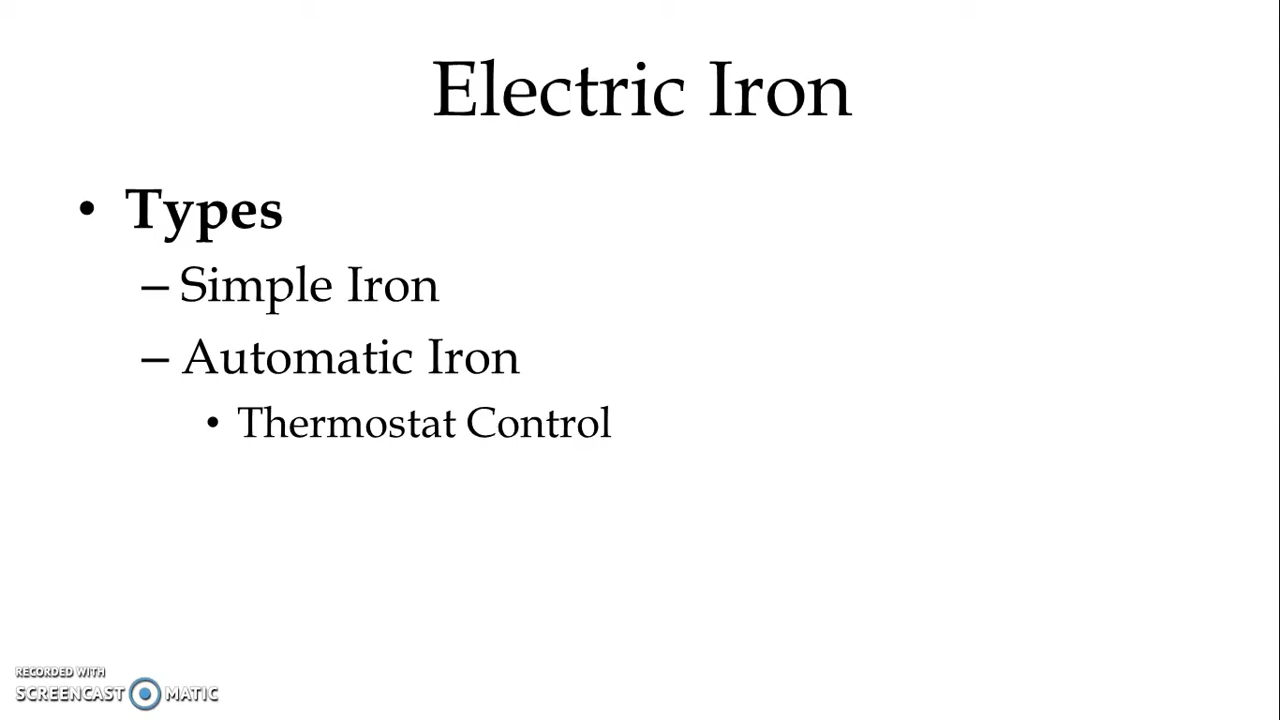 Electric Iron
• Types
– Simple Iron
– Automatic Iron
• Thermostat Control
RECORDED WITH
SCREENCAST MATIC